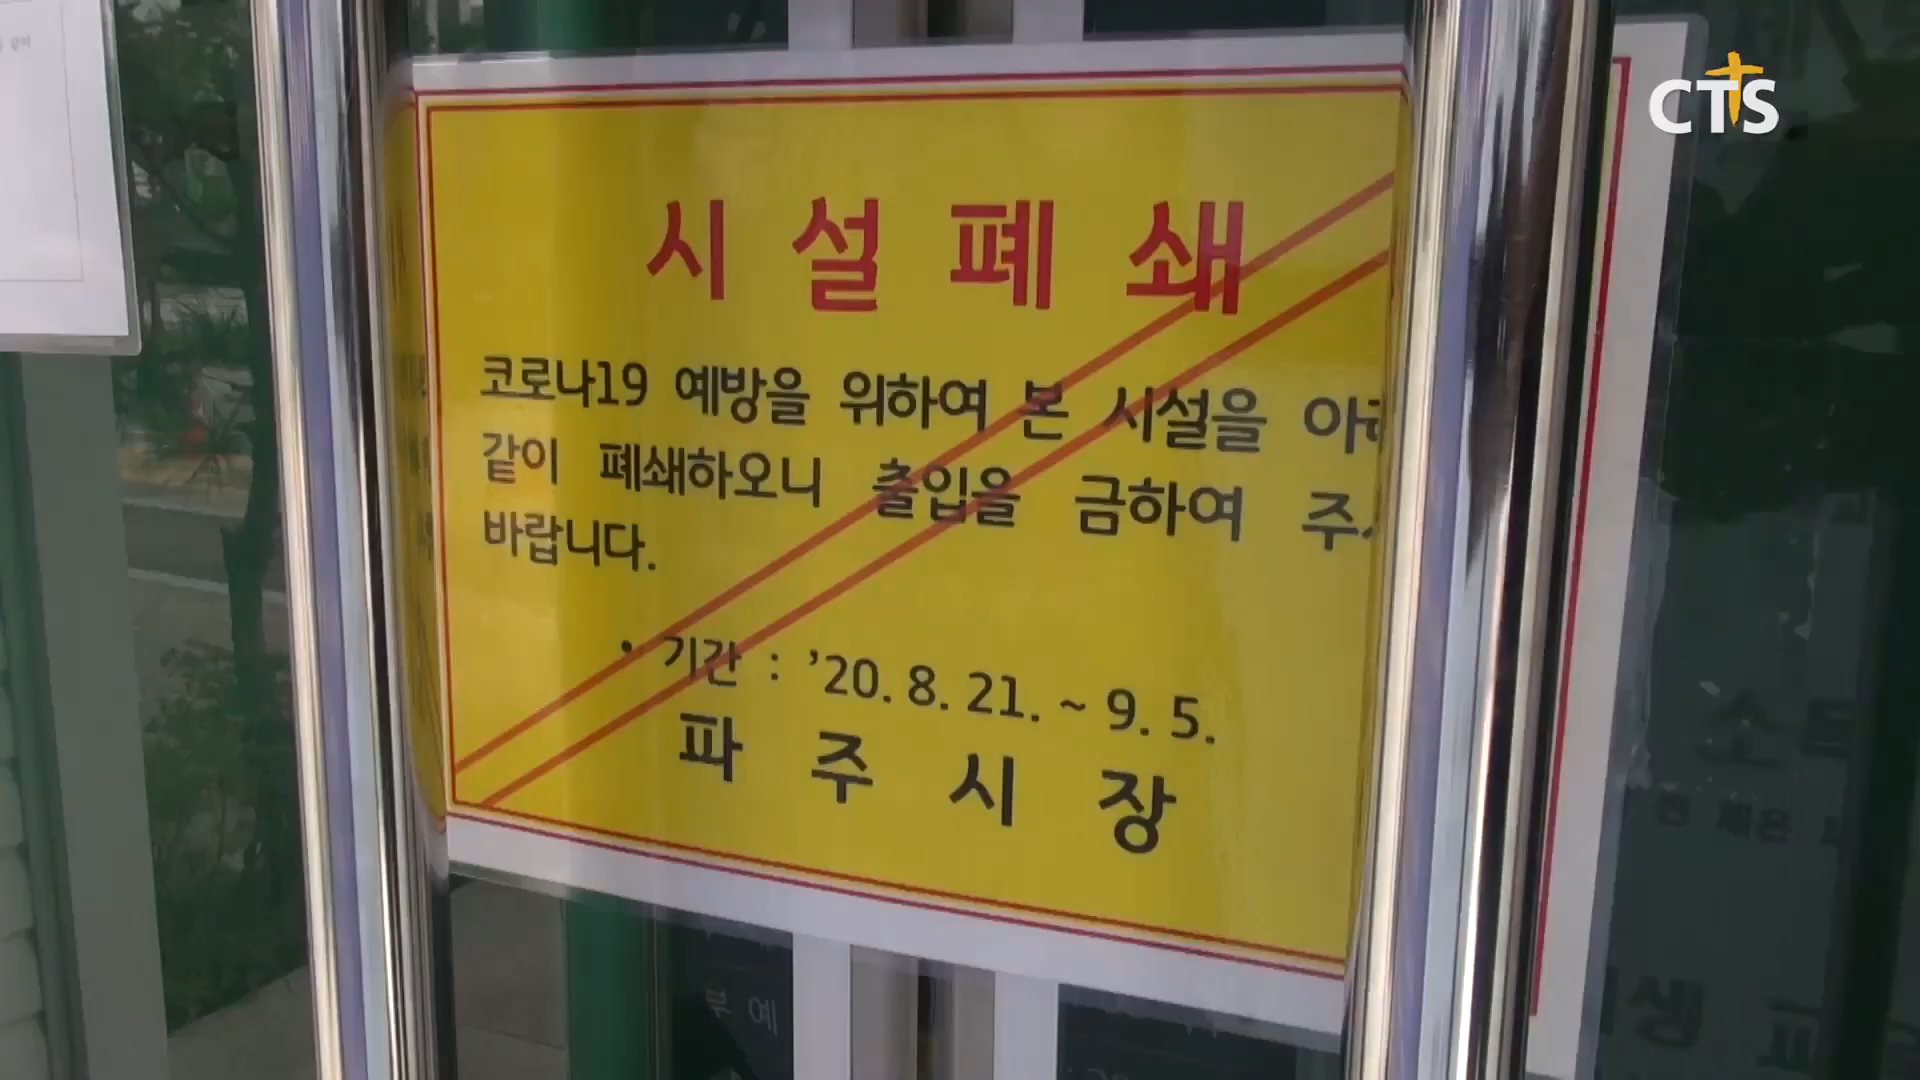 CTS
시설폐쇄
코로나19 예방을 위하여 본 시설을
같이 폐쇄하오니 출입을 금하여
바랍니다.
• 기간 : '20. 8. 21. ~ 9. 5.
파주시장
부 예